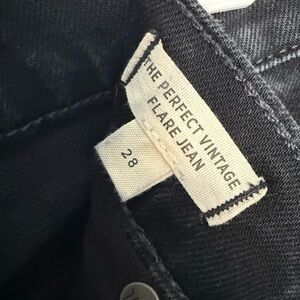 THE PERFECT VINTAGE
FLARE JEAN
28